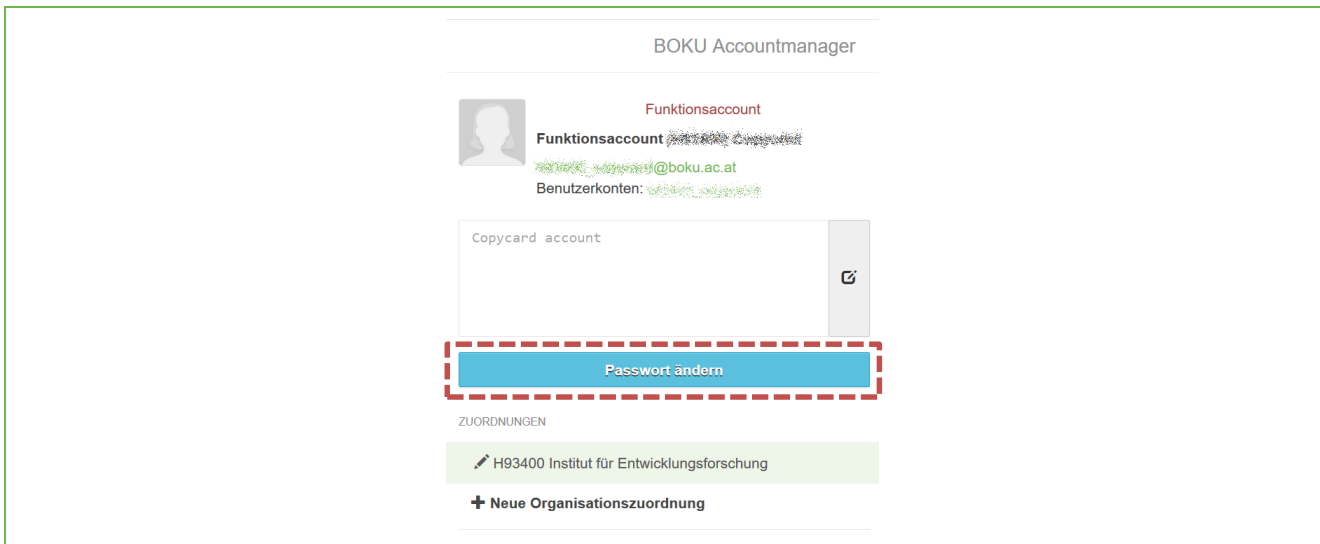 BOKU Accountmanager
Funktionsaccount
Funktionsaccount
@boku.ac.at
Benutzerkonten:
Copycard account
Passwort ändern
ZUORDNUNGEN
H93400 Institut für Entwicklungsforschung
Neue Organisationszuordnung